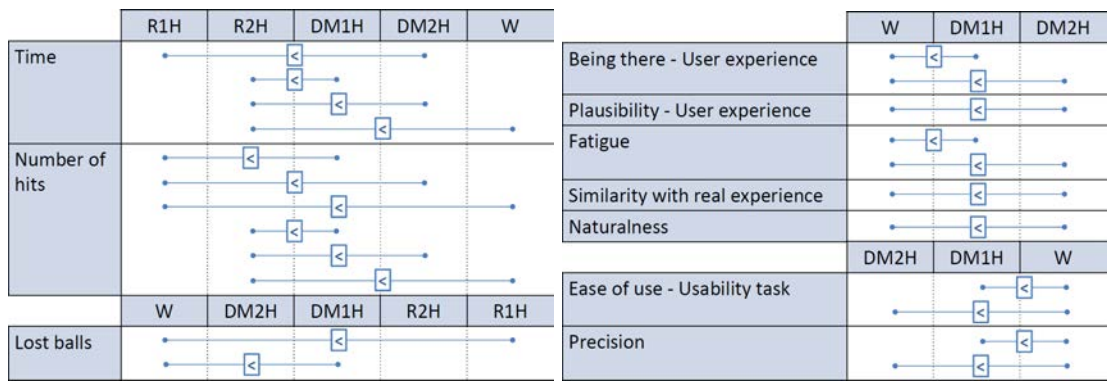 R1H R2H DM1H DM2H W
Time
<
<
<
<
Number of
hits
<
<
<
<
<
<
W DM2H DM1H R2H R1H
Lost balls
<
<
W DM1H DM2H
Being there - User experience
<
<
Plausibility - User experience
<
Fatigue
<
<
Similarity with real experience
<
Naturalness
<
DM2H DM1H W
Ease of use - Usability task
<
<
Precision
<
<